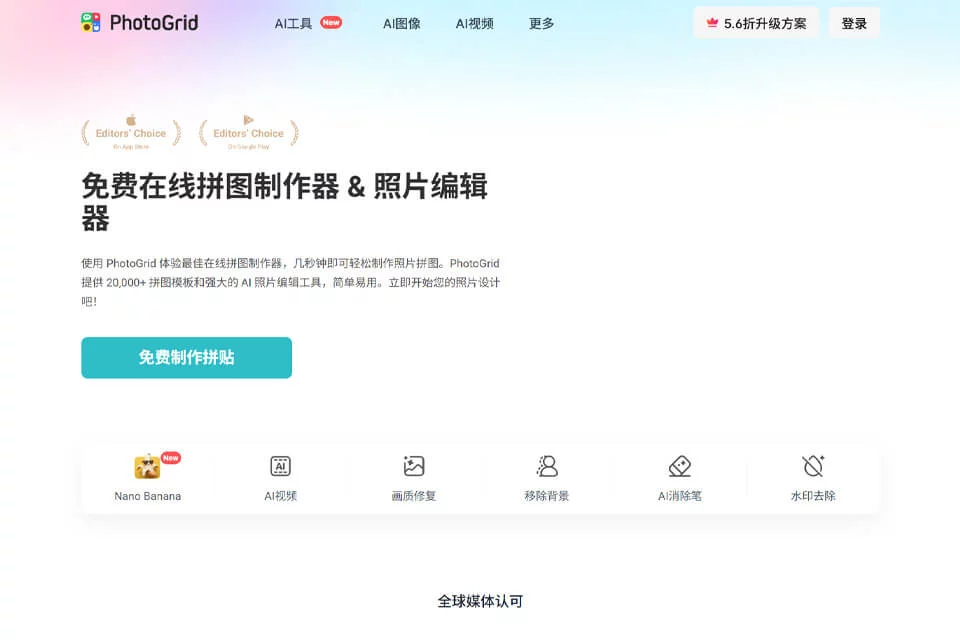 PhotoGrid
AI工具 New
AI图像
AI视频
更多
5.6折升级方案
登录
Editors' Choice
On App Store
Editors' Choice
On Google Play
免费在线拼图制作器 & 照片编辑
器
使用 PhotoGrid 体验最佳在线拼图制作器，几秒钟即可轻松制作照片拼图。PhotoGrid
提供 20,000+ 拼图模板和强大的 AI 照片编辑工具，简单易用。立即开始您的照片设计
吧！
免费制作拼贴
New
AI
Nano Banana
AI视频
画质修复
移除背景
AI消除笔
水印去除
全球媒体认可